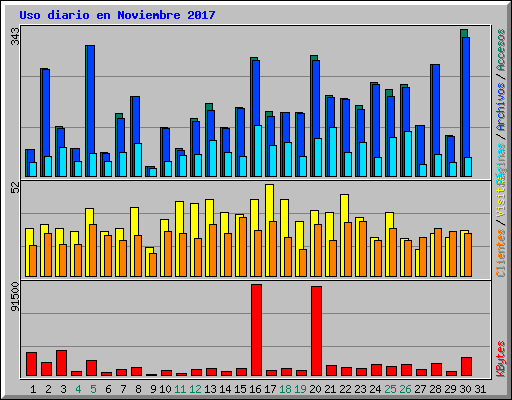 Uso diario en Noviembre 2017
343
52
91500
Accesos / Archivos / Páginas
Visitas / Clientes
KBytes
1 2 3 4 5 6 7 8 9 10 11 12 13 14 15 16 17 18 19 20 21 22 23 24 25 26 27 28 29 30 31